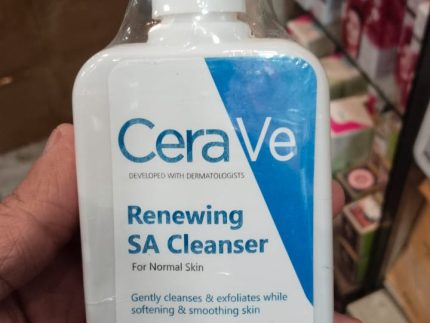 CeraVe
DEVELOPED WITH DERMATOLOGISTS
Renewing
SA Cleanser
For Normal Skin
Gently cleanses & exfoliates while
softening & smoothing skin